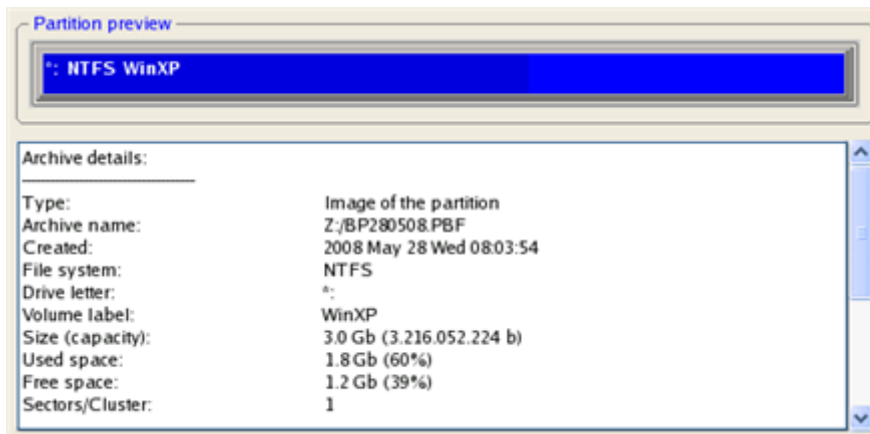 Partition preview
*: NTFS WinXP
Archive details:
Type: Image of the partition
Archive name: Z:/BP280508.PBF
Created: 2008 May 28 Wed 08:03:54
File system: NTFS
Drive letter: *:
Volume label: WinXP
Size (capacity): 3.0 Gb (3.216.052.224 b)
Used space: 1.8 Gb (60%)
Free space: 1.2 Gb (39%)
Sectors/Cluster: 1